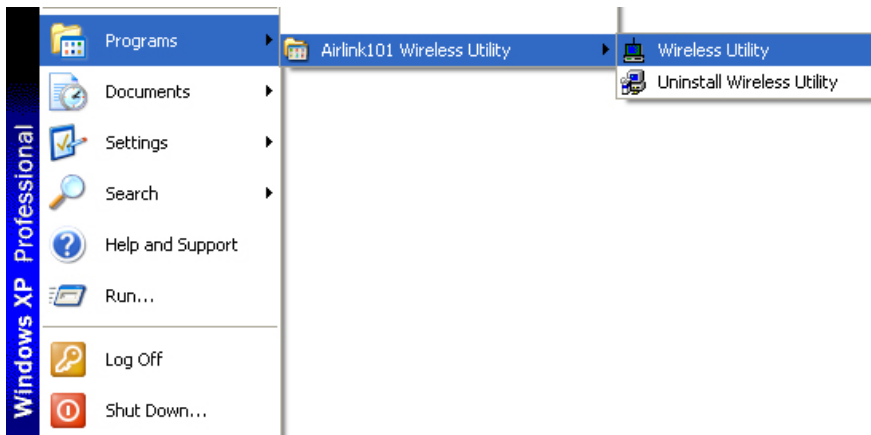 Programs
Airlink101 Wireless Utility
Wireless Utility
Documents
Uninstall Wireless Utility
Settings
Search
Help and Support
Run...
Log Off
Shut Down...
Windows XP Professional